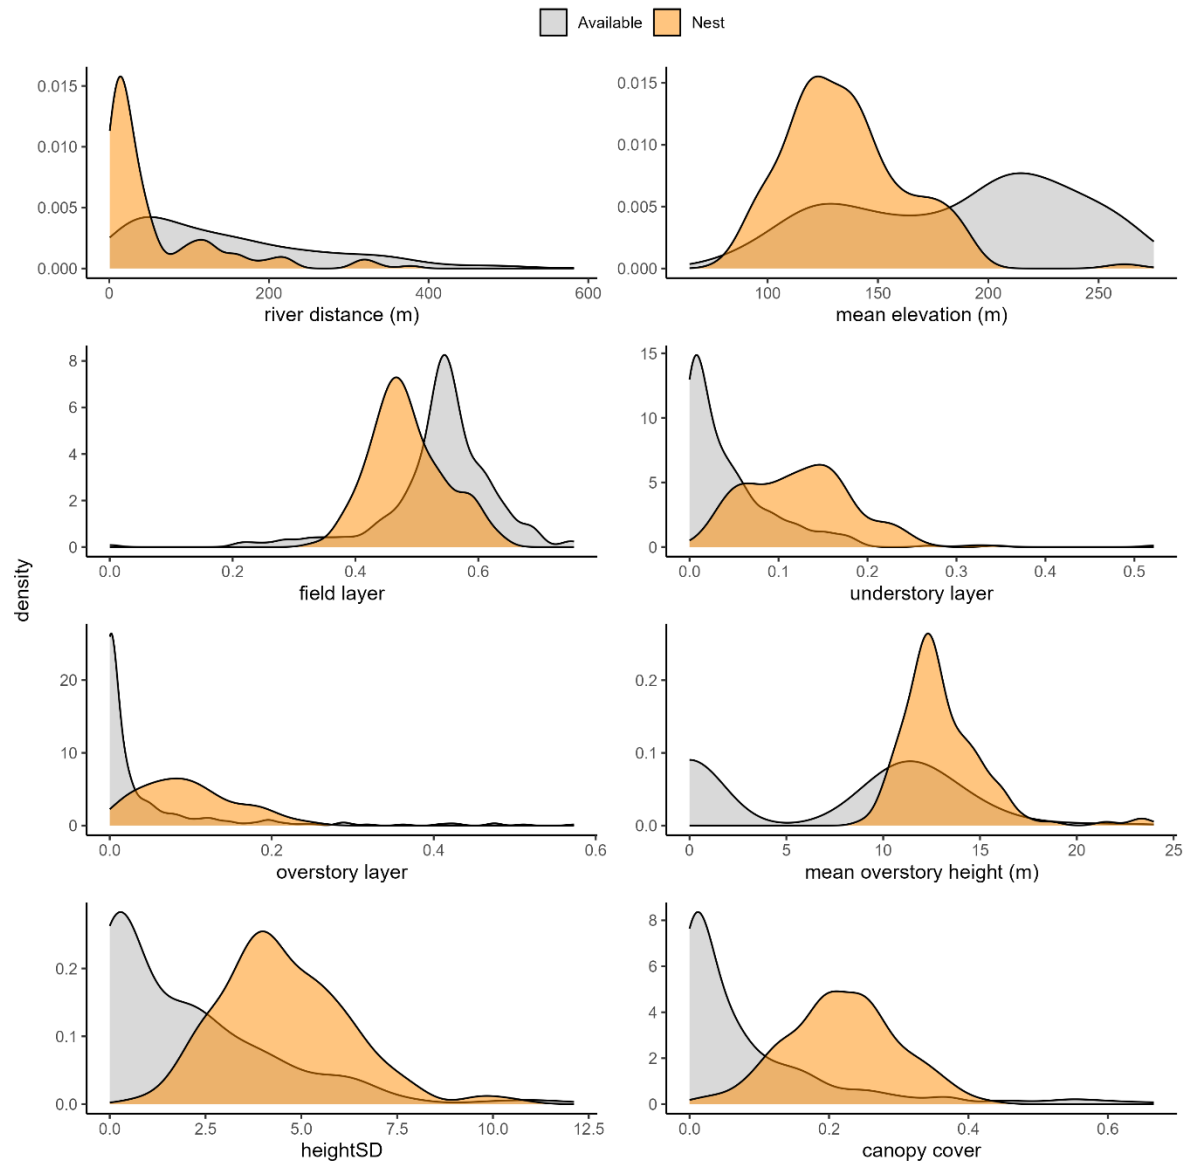 Available Nest
0.015
0.010
0.005
0.000
0 200 400 600
river distance (m)
0.015
0.010
0.005
0.000
100 150 200 250
mean elevation (m)
8
6
4
2
0
0.0 0.2 0.4 0.6
field layer
15
10
5
0
0.0 0.1 0.2 0.3 0.4 0.5
understory layer
density
20
10
0
0.0 0.2 0.4 0.6
overstory layer
0.2
0.1
0.0
0 5 10 15 20 25
mean overstory height (m)
0.2
0.1
0.0
0.0 2.5 5.0 7.5 10.0 12.5
heightSD
8
6
4
2
0
0.0 0.2 0.4 0.6
canopy cover